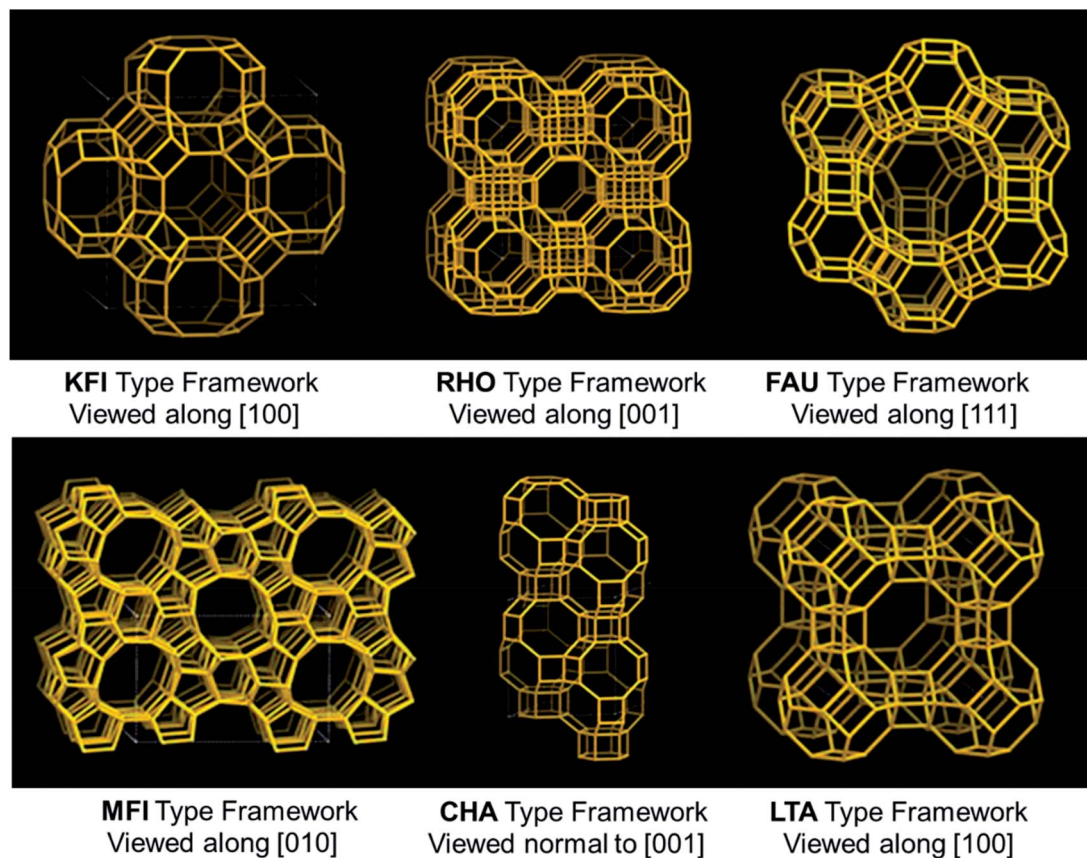 KFI Type Framework
Viewed along [100]
RHO Type Framework
Viewed along [001]
FAU Type Framework
Viewed along [111]
MFI Type Framework
Viewed along [010]
CHA Type Framework
Viewed normal to [001]
LTA Type Framework
Viewed along [100]